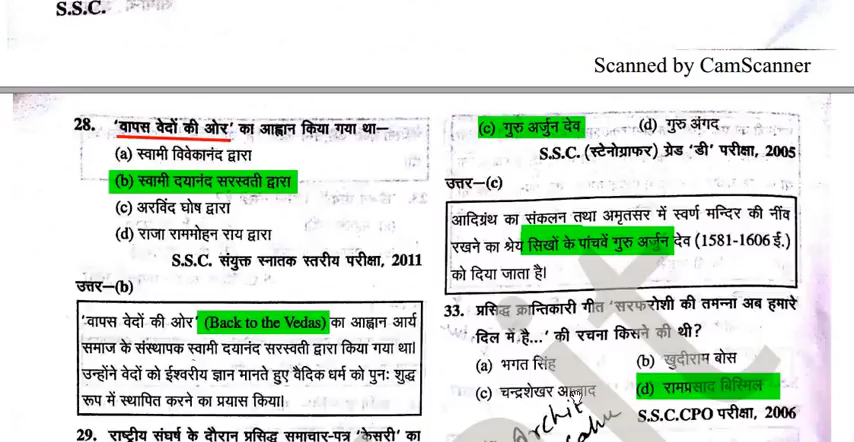 S.S.C.
Scanned by CamScanner
28. 'वापस वेदों की ओर' का आह्वान किया गया था—
(a) स्वामी विवेकानंद द्वारा
(b) स्वामी दयानंद सरस्वती द्वारा
(c) अरविंद घोष द्वारा
(d) राजा राममोहन राय द्वारा
S.S.C. संयुक्त स्नातक स्तरीय परीक्षा, 2011
उत्तर—(b)
'वापस वेदों की ओर' (Back to the Vedas) का आह्वान आर्य
समाज के संस्थापक स्वामी दयानंद सरस्वती द्वारा किया गया था।
उन्होंने वेदों को ईश्वरीय ज्ञान मानते हुए वैदिक धर्म को पुनः शुद्ध
रूप में स्थापित करने का प्रयास किया।
29. राष्ट्रीय संघर्ष के दौरान प्रसिद्ध समाचार-पत्र 'केसरी' का
(c) गुरु अर्जुन देव (d) गुरु अंगद
S.S.C. (स्टेनोग्राफर) ग्रेड 'डी' परीक्षा, 2005
उत्तर—(c)
आदिग्रंथ का संकलन तथा अमृतसर में स्वर्ण मन्दिर की नींव
रखने का श्रेय सिखों के पांचवें गुरु अर्जुन देव (1581-1606 ई.)
को दिया जाता है।
33. प्रसिद्ध क्रान्तिकारी गीत 'सरफरोशी की तमन्ना अब हमारे
दिल में है...' की रचना किसने की थी?
(a) भगत सिंह (b) खुदीराम बोस
(c) चन्द्रशेखर आजाद (d) रामप्रसाद बिस्मिल
S.S.C.CPO परीक्षा, 2006
Archit
Sahu